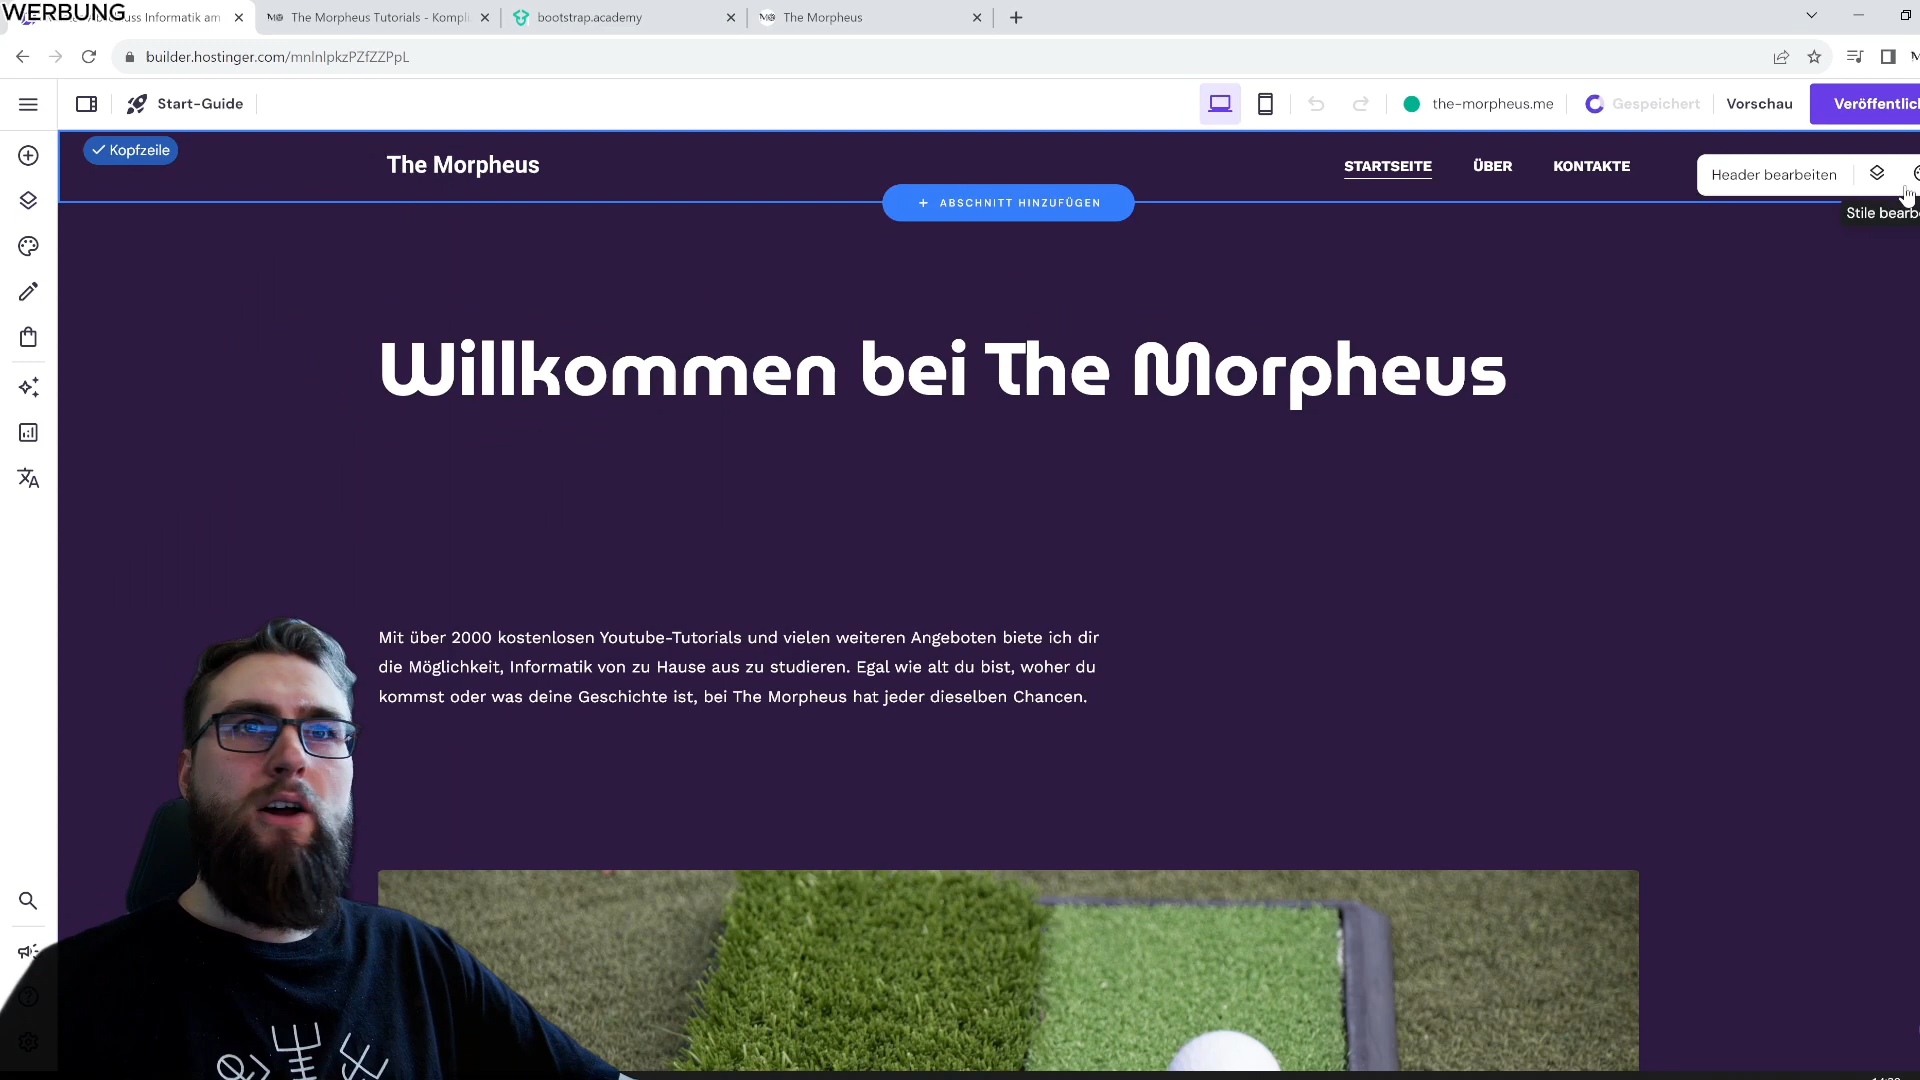 WERBUNG
luss Informatik am
The Morpheus Tutorials - Kompli
bootstrap.academy
The Morpheus
builder.hostinger.com/mnlnlpkzPZfZZPpL
Start-Guide
the-morpheus.me
Gespeichert
Vorschau
Veröffentlic
Kopfzeile
The Morpheus
STARTSEITE
ÜBER
KONTAKTE
Header bearbeiten
+ ABSCHNITT HINZUFÜGEN
Stile bearb
Willkommen bei The Morpheus
Mit über 2000 kostenlosen Youtube-Tutorials und vielen weiteren Angeboten biete ich dir
die Möglichkeit, Informatik von zu Hause aus zu studieren. Egal wie alt du bist, woher du
kommst oder was deine Geschichte ist, bei The Morpheus hat jeder dieselben Chancen.